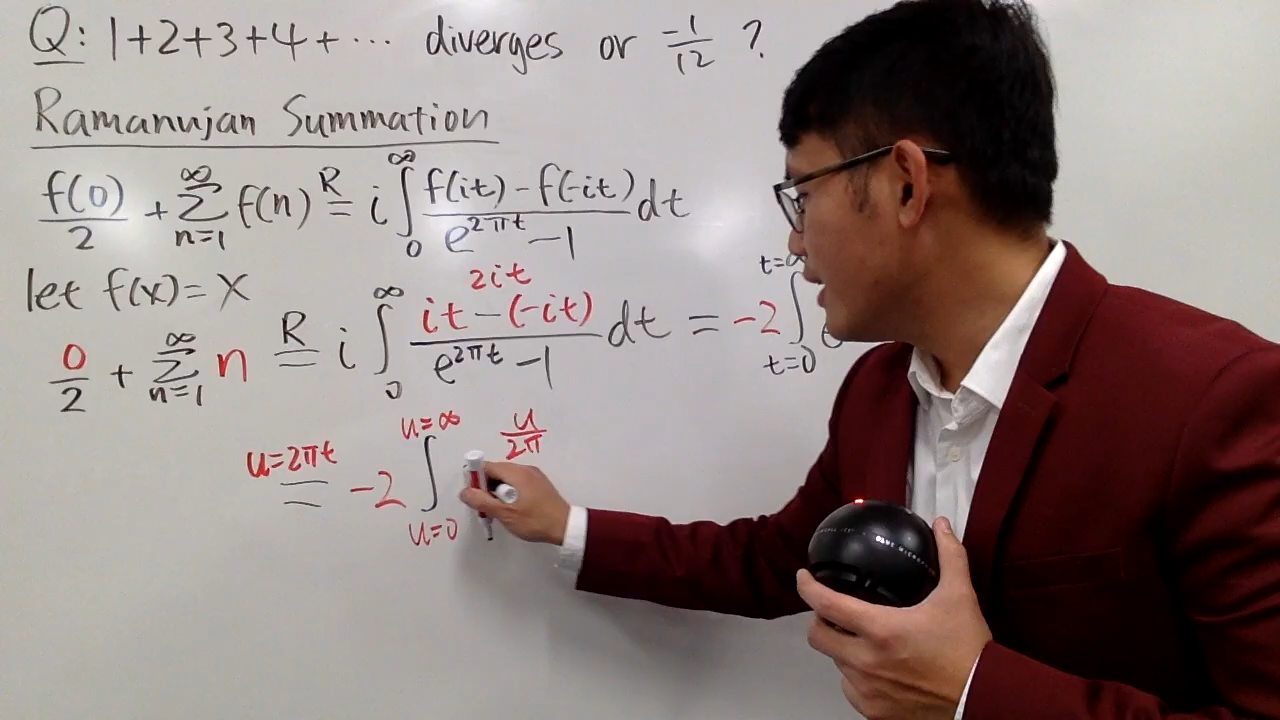 Q: 1+2+3+4+... diverges or -1/12 ?
Ramanujan Summation
f(0)/2 + ∑_{n=1}^{∞} f(n) =^R i ∫_0^∞ (f(it) - f(-it))/(e^{2πt} - 1) dt
let f(x) = x
2it
0/2 + ∑_{n=1}^{∞} n =^R i ∫_0^∞ (it - (-it))/(e^{2πt} - 1) dt = -2 ∫_{t=0}^{t=∞}
u=2πt = -2 ∫_{u=0}^{u=∞} u/2π